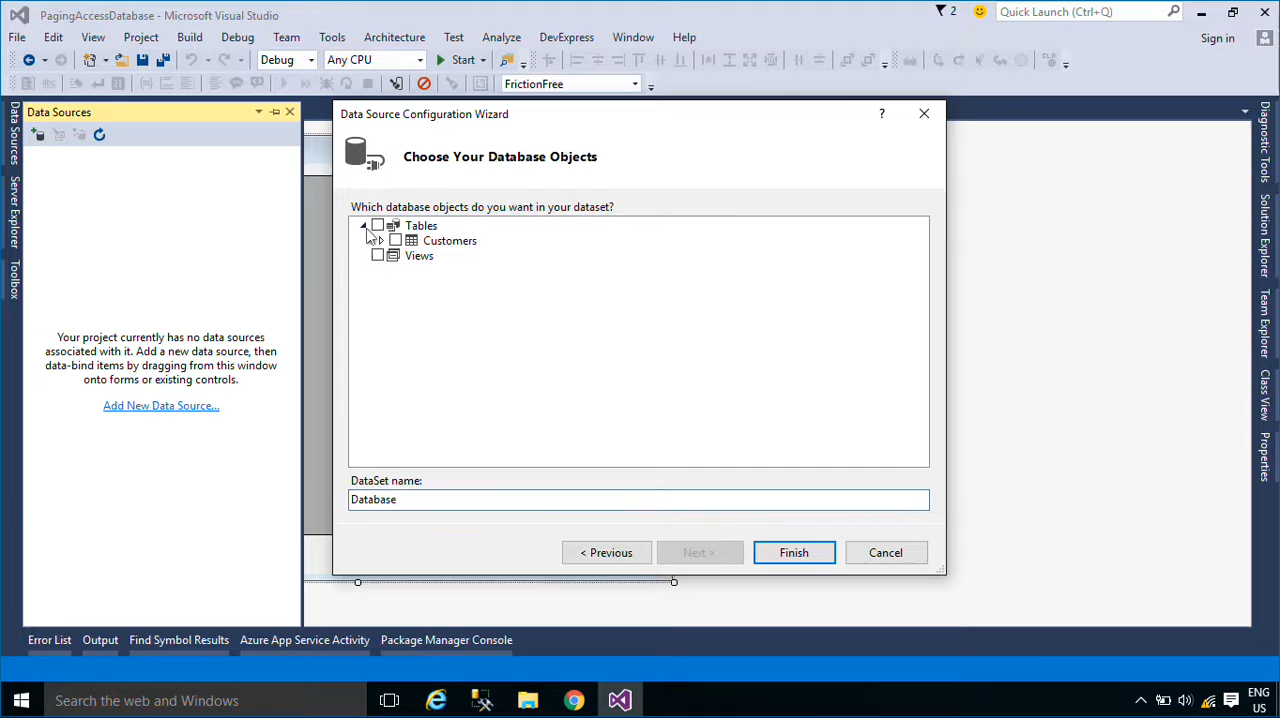 PagingAccessDatabase - Microsoft Visual Studio
2
Quick Launch (Ctrl+Q)
File Edit View Project Build Debug Team Tools Architecture Test Analyze DevExpress Window Help
Sign in
Debug Any CPU Start
FrictionFree
Data Sources
Server Explorer
Toolbox
Data Sources
Your project currently has no data sources
associated with it. Add a new data source, then
data-bind items by dragging from this window
onto forms or existing controls.
Add New Data Source...
Data Source Configuration Wizard
?
Choose Your Database Objects
Which database objects do you want in your dataset?
Tables
Customers
Views
DataSet name:
Database
< Previous
Next >
Finish
Cancel
Diagnostic Tools
Solution Explorer
Team Explorer
Class View
Properties
Error List Output Find Symbol Results Azure App Service Activity Package Manager Console
Search the web and Windows
ENG
US